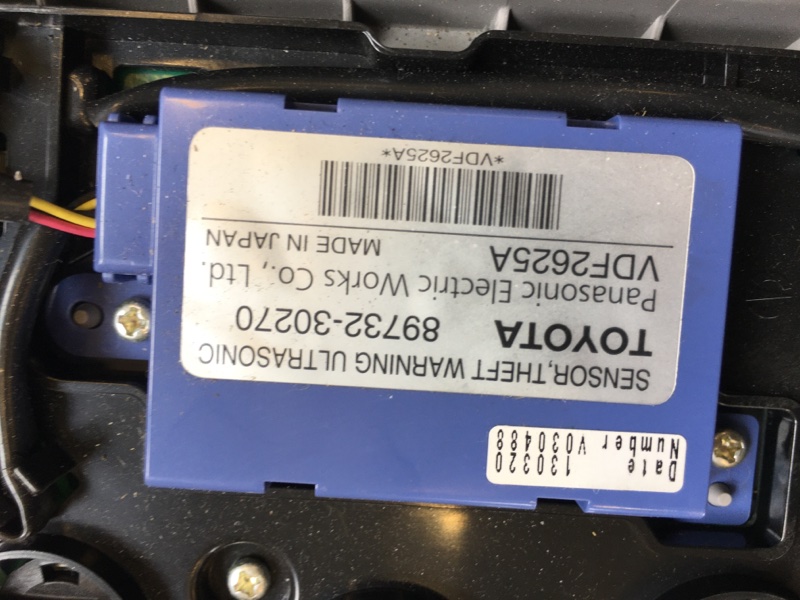 Date 130320
Number V030488
SENSOR,THEFT WARNING ULTRASONIC
TOYOTA 89732-30270
Panasonic Electric Works Co., Ltd.
VDF2625A MADE IN JAPAN
*VDF2625A*